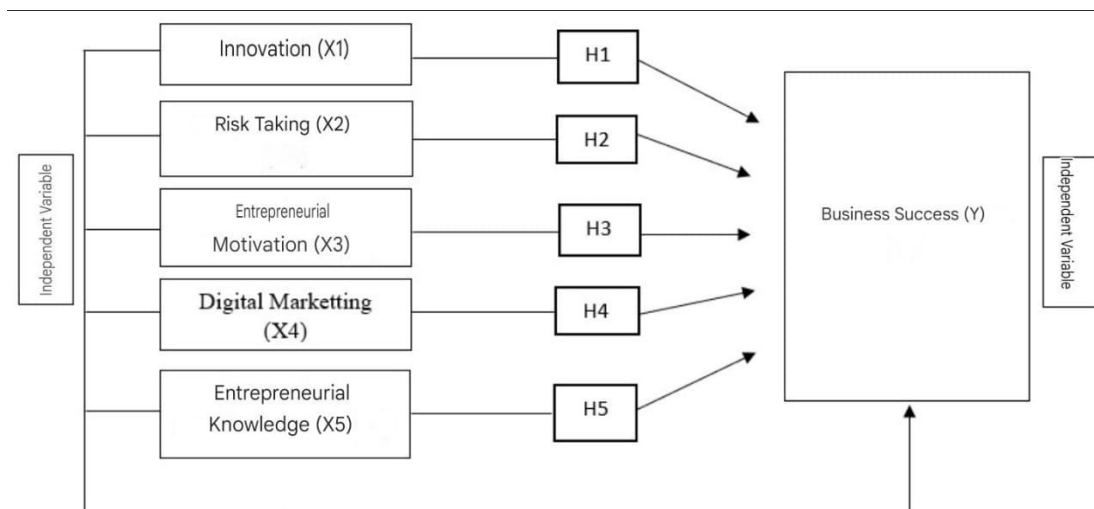 Independent Variable
Innovation (X1)
H1
Risk Taking (X2)
H2
Entrepreneurial
Motivation (X3)
H3
Digital Marketting
(X4)
H4
Entrepreneurial
Knowledge (X5)
H5
Business Success (Y)
Independent Variable